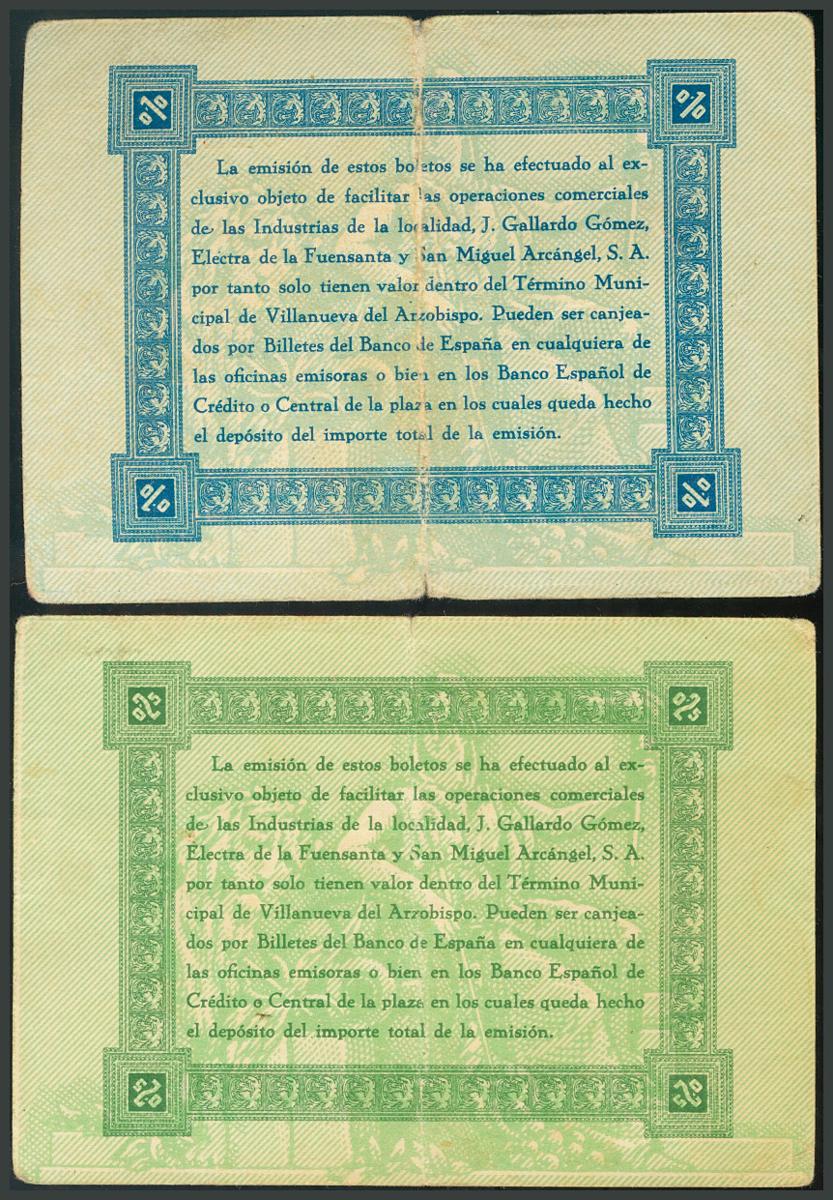 La emisión de estos boletos se ha efectuado al ex-
clusivo objeto de facilitar las operaciones comerciales
de las Industrias de la localidad, J. Gallardo Gómez,
Electra de la Fuensanta y San Miguel Arcángel, S. A.
por tanto solo tienen valor dentro del Término Muni-
cipal de Villanueva del Arzobispo. Pueden ser canjea-
dos por Billetes del Banco de España en cualquiera de
las oficinas emisoras o bien en los Banco Español de
Crédito o Central de la plaza en los cuales queda hecho
el depósito del importe total de la emisión.
La emisión de estos boletos se ha efectuado al ex-
clusivo objeto de facilitar las operaciones comerciales
de las Industrias de la localidad, J. Gallardo Gómez,
Electra de la Fuensanta y San Miguel Arcángel, S. A.
por tanto solo tienen valor dentro del Término Muni-
cipal de Villanueva del Arzobispo. Pueden ser canjea-
dos por Billetes del Banco de España en cualquiera de
las oficinas emisoras o bien en los Banco Español de
Crédito o Central de la plaza en los cuales queda hecho
el depósito del importe total de la emisión.